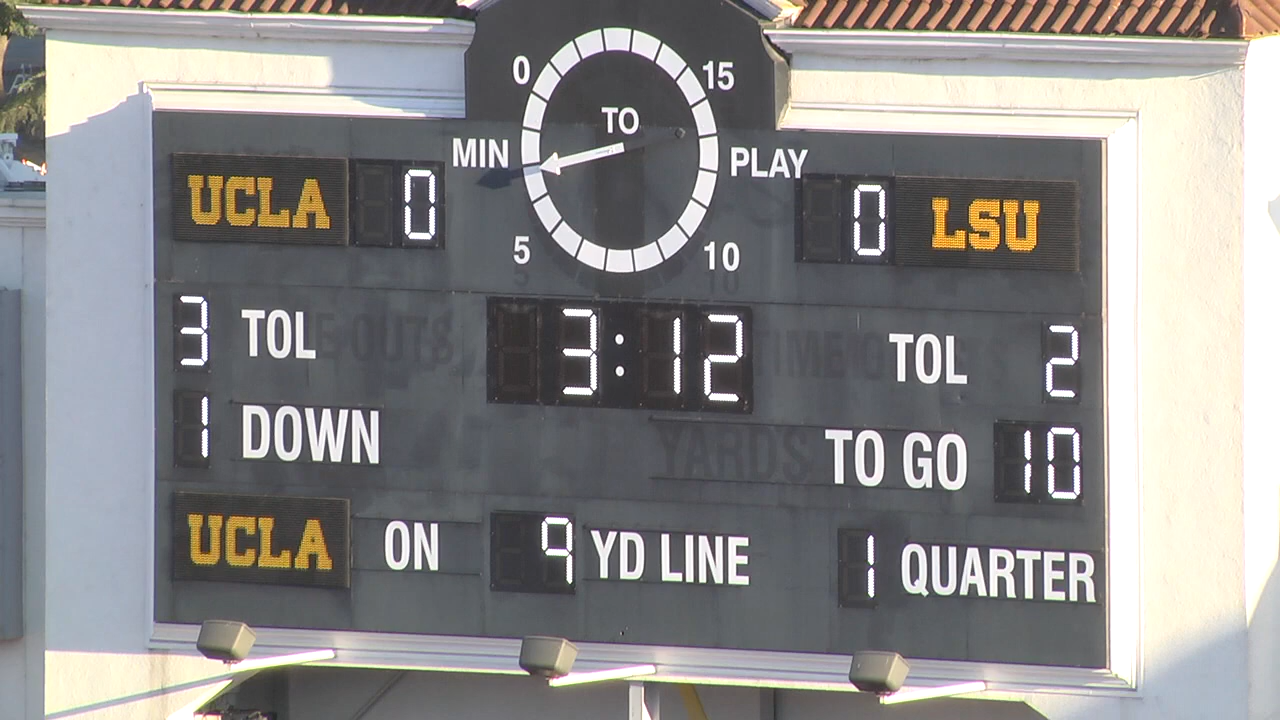 0 15
TO
MIN PLAY
5 10
UCLA 0 0 LSU
3 TOL 3:12 TOL 2
1 DOWN YARDS TO GO 10
UCLA ON 9 YD LINE 1 QUARTER